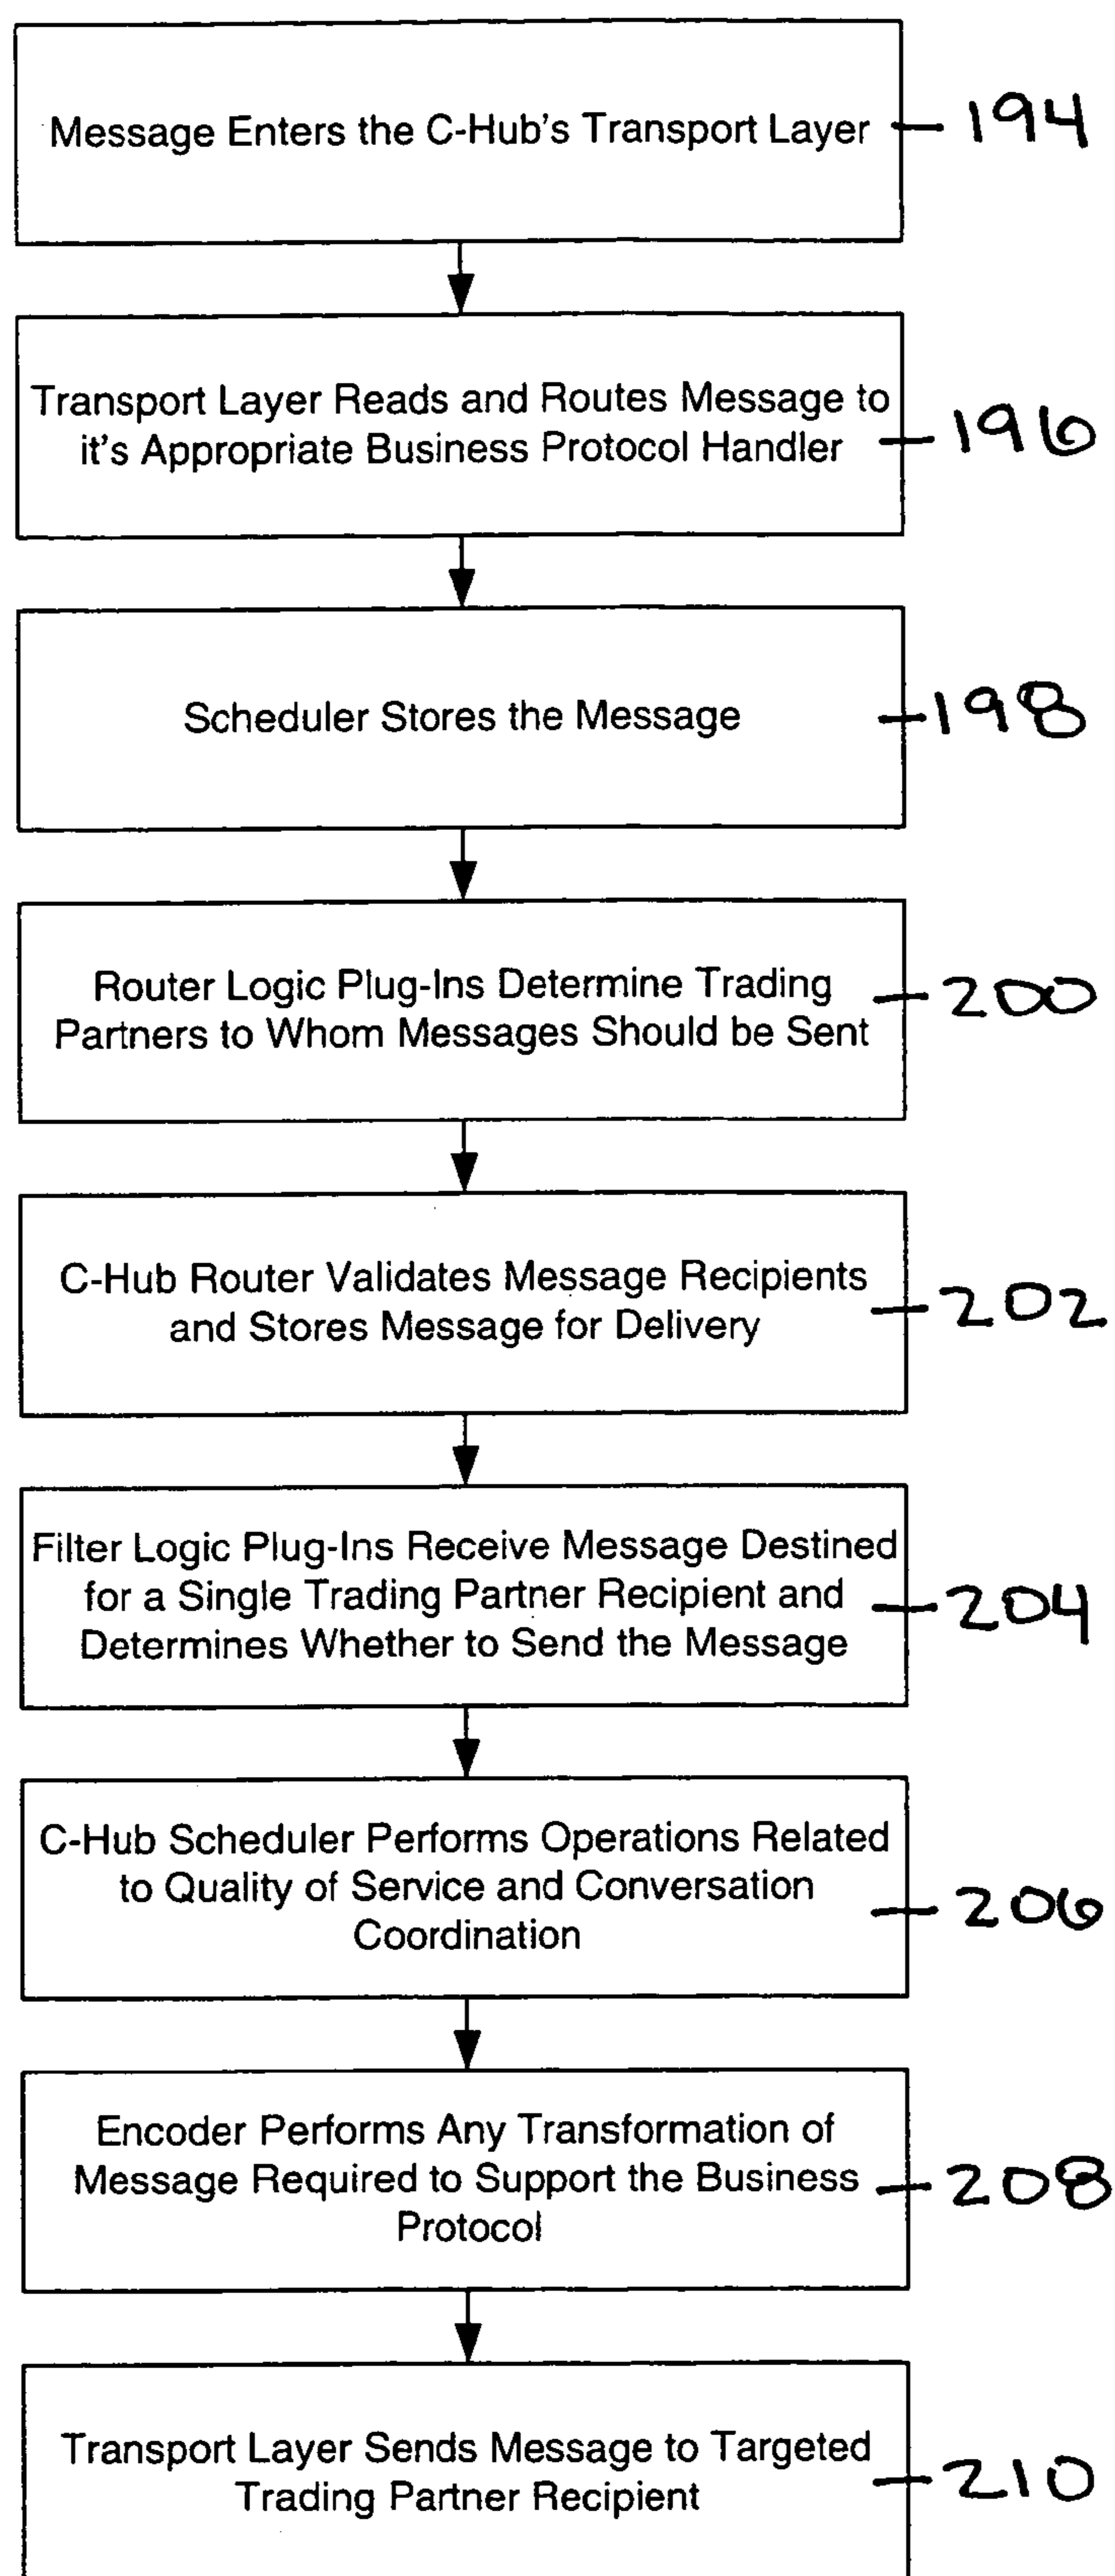 Message Enters the C-Hub's Transport Layer
194
Transport Layer Reads and Routes Message to
it's Appropriate Business Protocol Handler
196
Scheduler Stores the Message
198
Router Logic Plug-Ins Determine Trading
Partners to Whom Messages Should be Sent
200
C-Hub Router Validates Message Recipients
and Stores Message for Delivery
202
Filter Logic Plug-Ins Receive Message Destined
for a Single Trading Partner Recipient and
Determines Whether to Send the Message
204
C-Hub Scheduler Performs Operations Related
to Quality of Service and Conversation
Coordination
206
Encoder Performs Any Transformation of
Message Required to Support the Business
Protocol
208
Transport Layer Sends Message to Targeted
Trading Partner Recipient
210